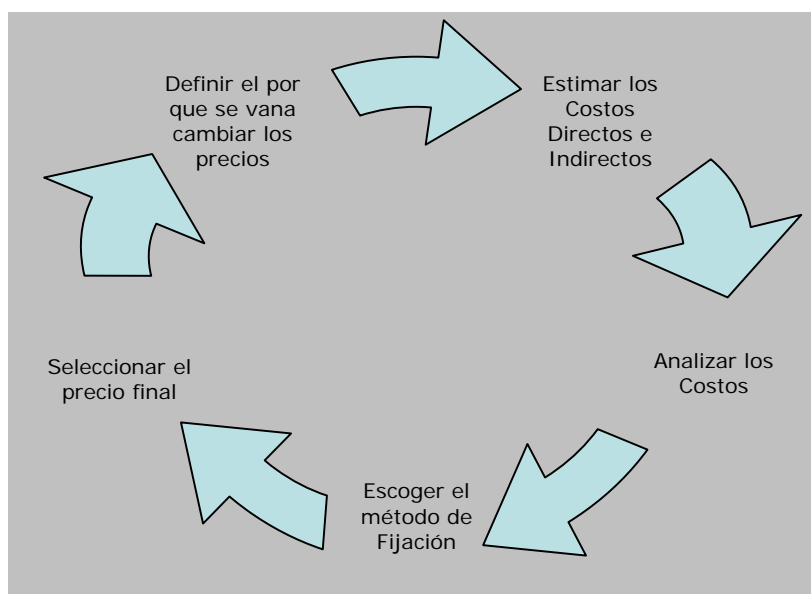 Definir el por
que se vana
cambiar los
precios
Estimar los
Costos
Directos e
Indirectos
Analizar los
Costos
Escoger el
método de
Fijación
Seleccionar el
precio final